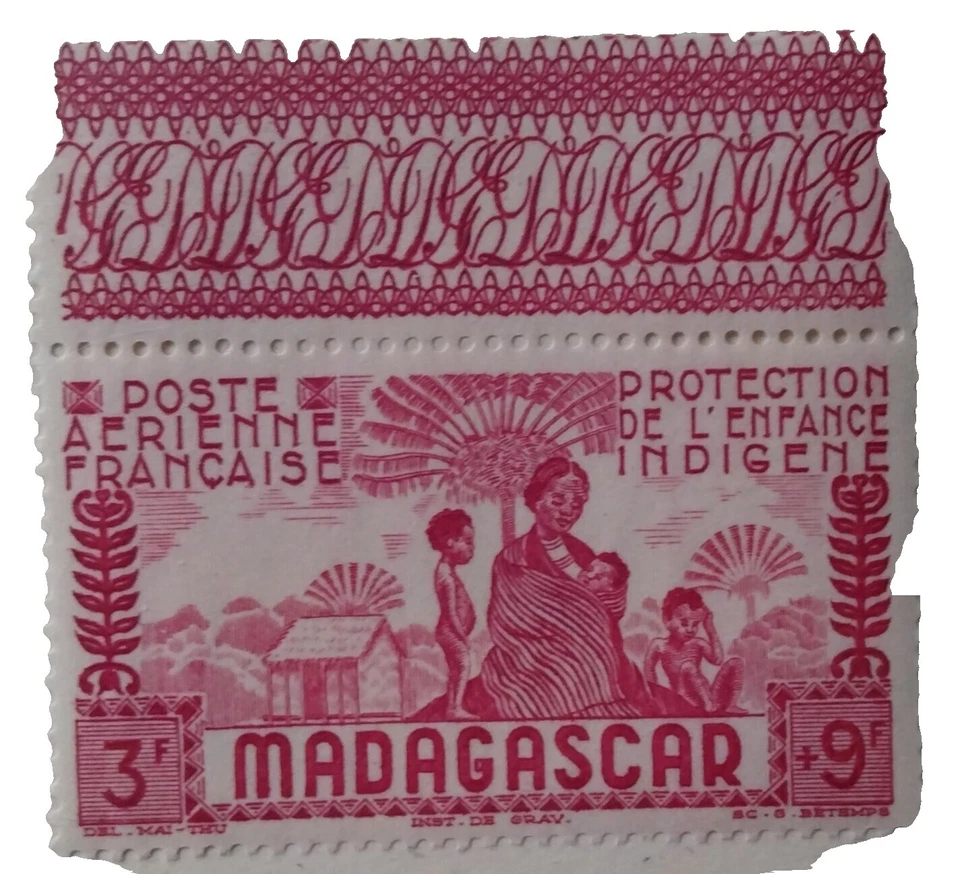 POSTE
AERIENNE
FRANÇAISE
PROTECTION
DE L'ENFANCE
INDIGENE
3F
MADAGASCAR
+9F
DEL.MAI-THU
INST.DE GRAV.
SC.G.BETEMPS